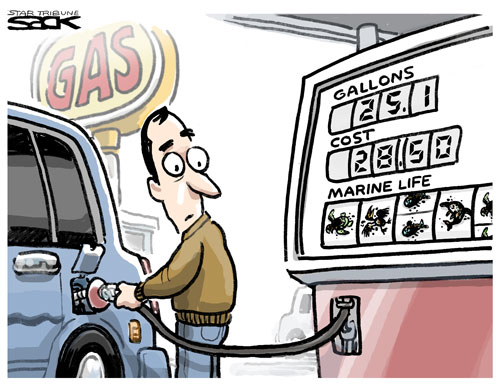 STAR TRIBUNE
SACK
GAS
GALLONS
25.1
COST
28.50
MARINE LIFE